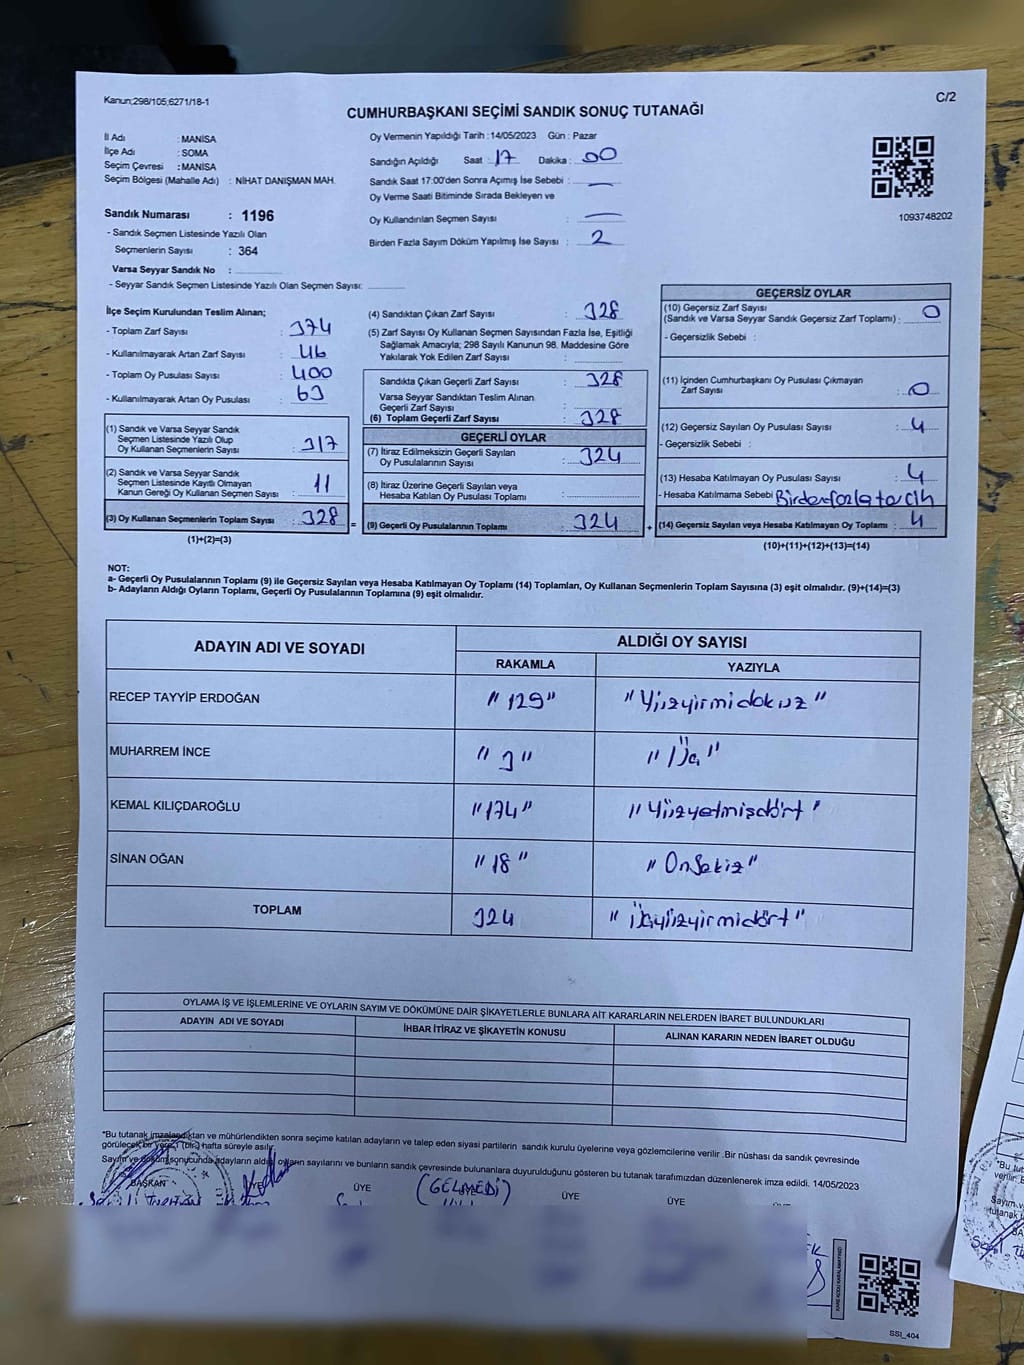 Kanun;298/105;6271/18-1
C/2
CUMHURBAŞKANI SEÇİMİ SANDIK SONUÇ TUTANAĞI
İl Adı : MANİSA
İlçe Adı : SOMA
Seçim Çevresi : MANİSA
Seçim Bölgesi (Mahalle Adı) : NİHAT DANIŞMAN MAH.
Sandık Numarası : 1196
- Sandık Seçmen Listesinde Yazılı Olan
Seçmenlerin Sayısı : 364
Varsa Seyyar Sandık No :
- Seyyar Sandık Seçmen Listesinde Yazılı Olan Seçmen Sayısı:
Oy Vermenin Yapıldığı Tarih : 14/05/2023 Gün : Pazar
Sandığın Açıldığı Saat : 17 Dakika : 00
Sandık Saat 17:00'den Sonra Açımış İse Sebebi : —
Oy Verme Saati Bitiminde Sırada Bekleyen ve
Oy Kullandırılan Seçmen Sayısı : —
Birden Fazla Sayım Döküm Yapılmış İse Sayısı : 2
1093748202
İlçe Seçim Kurulundan Teslim Alınan;
- Toplam Zarf Sayısı : 374
- Kullanılmayarak Artan Zarf Sayısı : 46
- Toplam Oy Pusulası Sayısı : 400
- Kullanılmayarak Artan Oy Pusulası : 63
(1) Sandık ve Varsa Seyyar Sandık
Seçmen Listesinde Yazılı Olup
Oy Kullanan Seçmenlerin Sayısı : 317
(2) Sandık ve Varsa Seyyar Sandık
Seçmen Listesinde Kayıtlı Olmayan
Kanun Gereği Oy Kullanan Seçmen Sayısı : 11
(3) Oy Kullanan Seçmenlerin Toplam Sayısı : 328 =
(1)+(2)=(3)
(4) Sandıktan Çıkan Zarf Sayısı : 328
(5) Zarf Sayısı Oy Kullanan Seçmen Sayısından Fazla İse, Eşitliği
Sağlamak Amacıyla; 298 Sayılı Kanunun 98. Maddesine Göre
Yakılarak Yok Edilen Zarf Sayısı :
Sandıkta Çıkan Geçerli Zarf Sayısı : 328
Varsa Seyyar Sandıktan Teslim Alınan
Geçerli Zarf Sayısı :
(6) Toplam Geçerli Zarf Sayısı : 328
GEÇERLİ OYLAR
(7) İtiraz Edilmeksizin Geçerli Sayılan
Oy Pusulalarının Sayısı : 324
(8) İtiraz Üzerine Geçerli Sayılan veya
Hesaba Katılan Oy Pusulası Toplamı :
(9) Geçerli Oy Pusulalarının Toplamı : 324 +
GEÇERSİZ OYLAR
(10) Geçersiz Zarf Sayısı
(Sandık ve Varsa Seyyar Sandık Geçersiz Zarf Toplamı) : 0
- Geçersizlik Sebebi :
(11) İçinden Cumhurbaşkanı Oy Pusulası Çıkmayan
Zarf Sayısı : 0
(12) Geçersiz Sayılan Oy Pusulası Sayısı : 4
- Geçersizlik Sebebi :
(13) Hesaba Katılmayan Oy Pusulası Sayısı : 4
- Hesaba Katılmama Sebebi : Birden fazla tercih
(14) Geçersiz Sayılan veya Hesaba Katılmayan Oy Toplamı : 4
(10)+(11)+(12)+(13)=(14)
NOT:
a- Geçerli Oy Pusulalarının Toplamı (9) ile Geçersiz Sayılan veya Hesaba Katılmayan Oy Toplamı (14) Toplamları, Oy Kullanan Seçmenlerin Toplam Sayısına (3) eşit olmalıdır. (9)+(14)=(3)
b- Adayların Aldığı Oyların Toplamı, Geçerli Oy Pusulalarının Toplamına (9) eşit olmalıdır.
ADAYIN ADI VE SOYADI ALDIĞI OY SAYISI
RAKAMLA YAZIYLA
RECEP TAYYİP ERDOĞAN "129" "Yüzyirmidokuz"
MUHARREM İNCE "3" "Üç"
KEMAL KILIÇDAROĞLU "174" "Yüzyetmişdört"
SİNAN OĞAN "18" "Onsekiz"
TOPLAM 324 "Üçyüzyirmidört"
OYLAMA İŞ VE İŞLEMLERİNE VE OYLARIN SAYIM VE DÖKÜMÜNE DAİR ŞİKAYETLERLE BUNLARA AİT KARARLARIN NELERDEN İBARET BULUNDUKLARI
ADAYIN ADI VE SOYADI İHBAR İTİRAZ VE ŞİKAYETİN KONUSU ALINAN KARARIN NEDEN İBARET OLDUĞU
"Bu tutanak imzalandıktan ve mühürlendikten sonra seçime katılan adayların ve talep eden siyasi partilerin sandık kurulu üyelerine veya gözlemcilerine verilir .Bir nüshası da sandık çevresinde
görülecek bir yere 1 (bir) hafta süreyle asılır.
Sayım ve döküm sonucunda adayların aldığı oyların sayılarını ve bunların sandık çevresinde bulunanlara duyurulduğunu gösteren bu tutanak tarafımızdan düzenlenerek imza edildi. 14/05/2023
BAŞKAN ÜYE ÜYE (GELMEDİ) ÜYE ÜYE
SSI_404